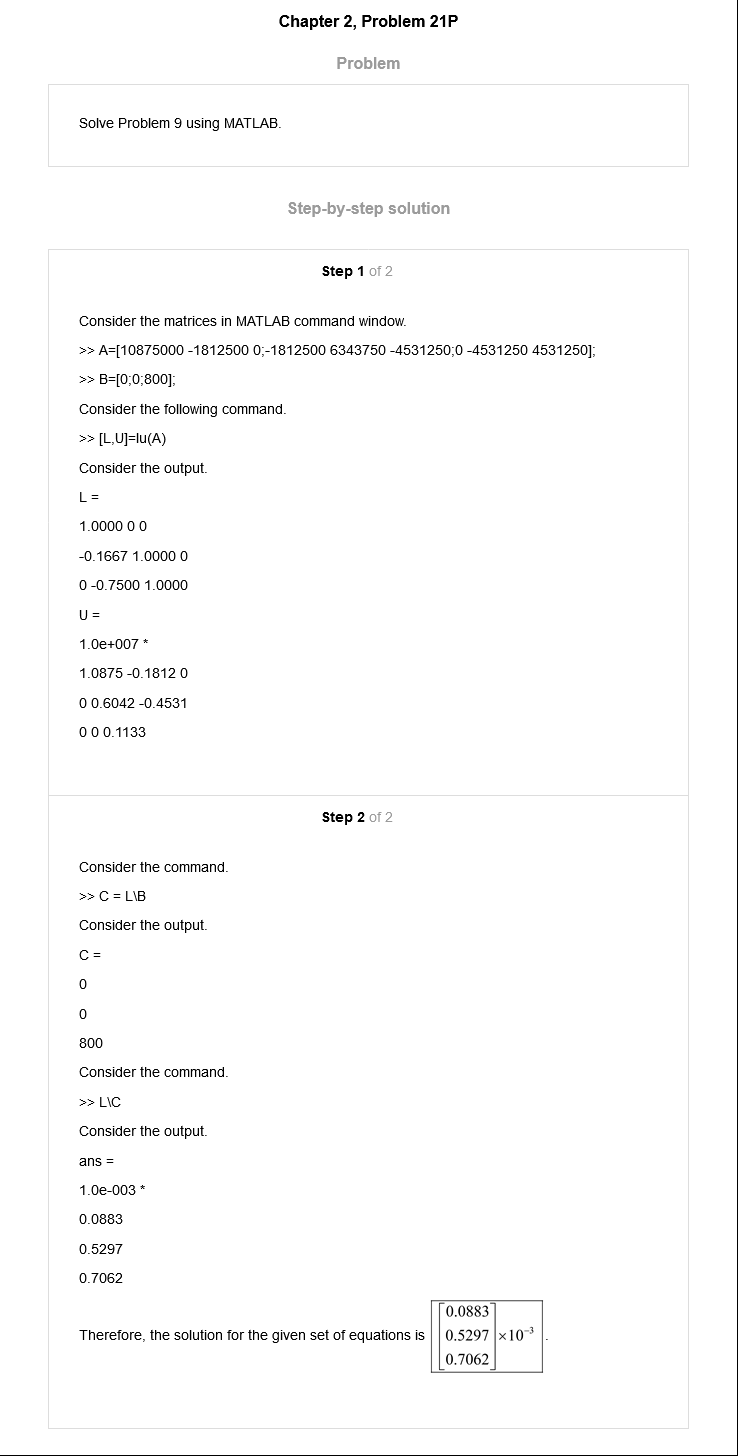 Chapter 2, Problem 21P
Problem
Solve Problem 9 using MATLAB.
Step-by-step solution
Step 1 of 2
Consider the matrices in MATLAB command window.
>> A=[10875000 -1812500 0;-1812500 6343750 -4531250;0 -4531250 4531250];
>> B=[0;0;800];
Consider the following command.
>> [L,U]=lu(A)
Consider the output.
L =
1.0000 0 0
-0.1667 1.0000 0
0 -0.7500 1.0000
U =
1.0e+007 *
1.0875 -0.1812 0
0 0.6042 -0.4531
0 0 0.1133
Step 2 of 2
Consider the command.
>> C = L\B
Consider the output.
C =
0
0
800
Consider the command.
>> L\C
Consider the output.
ans =
1.0e-003 *
0.0883
0.5297
0.7062
Therefore, the solution for the given set of equations is [0.0883
0.5297
0.7062] ×10⁻³.